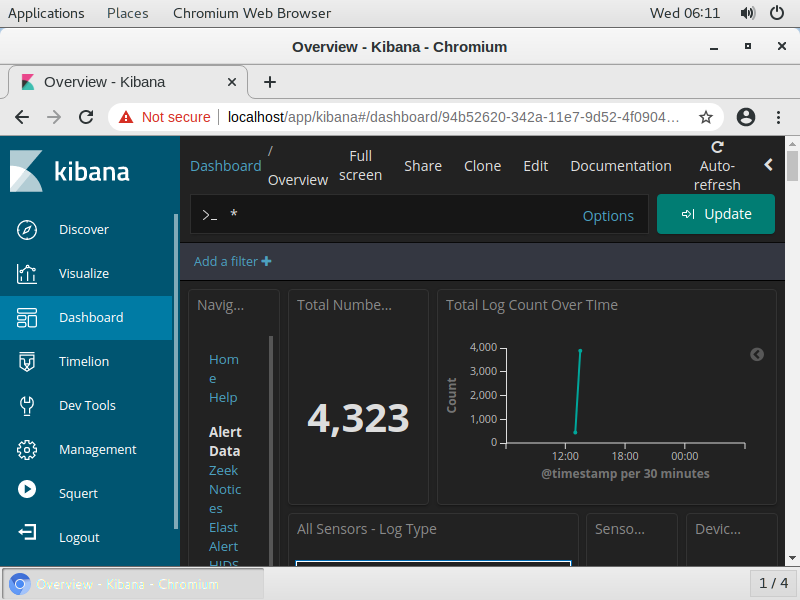 Applications Places Chromium Web Browser Wed 06:11
Overview - Kibana - Chromium
Overview - Kibana
Not secure localhost/app/kibana#/dashboard/94b52620-342a-11e7-9d52-4f0904...
kibana
Discover
Visualize
Dashboard
Timelion
Dev Tools
Management
Squert
Logout
Dashboard / Overview
Full screen
Share
Clone
Edit
Documentation
Auto-refresh
>_ *
Options
Update
Add a filter +
Navig...
Home
Help
Alert Data
Zeek Notices
Elast Alert
HIDS
Total Numbe...
4,323
Total Log Count Over TIme
Count
4,000
3,000
2,000
1,000
0
12:00 18:00 00:00
@timestamp per 30 minutes
All Sensors - Log Type
Senso...
Devic...
Overview - Kibana - Chromium
1 / 4